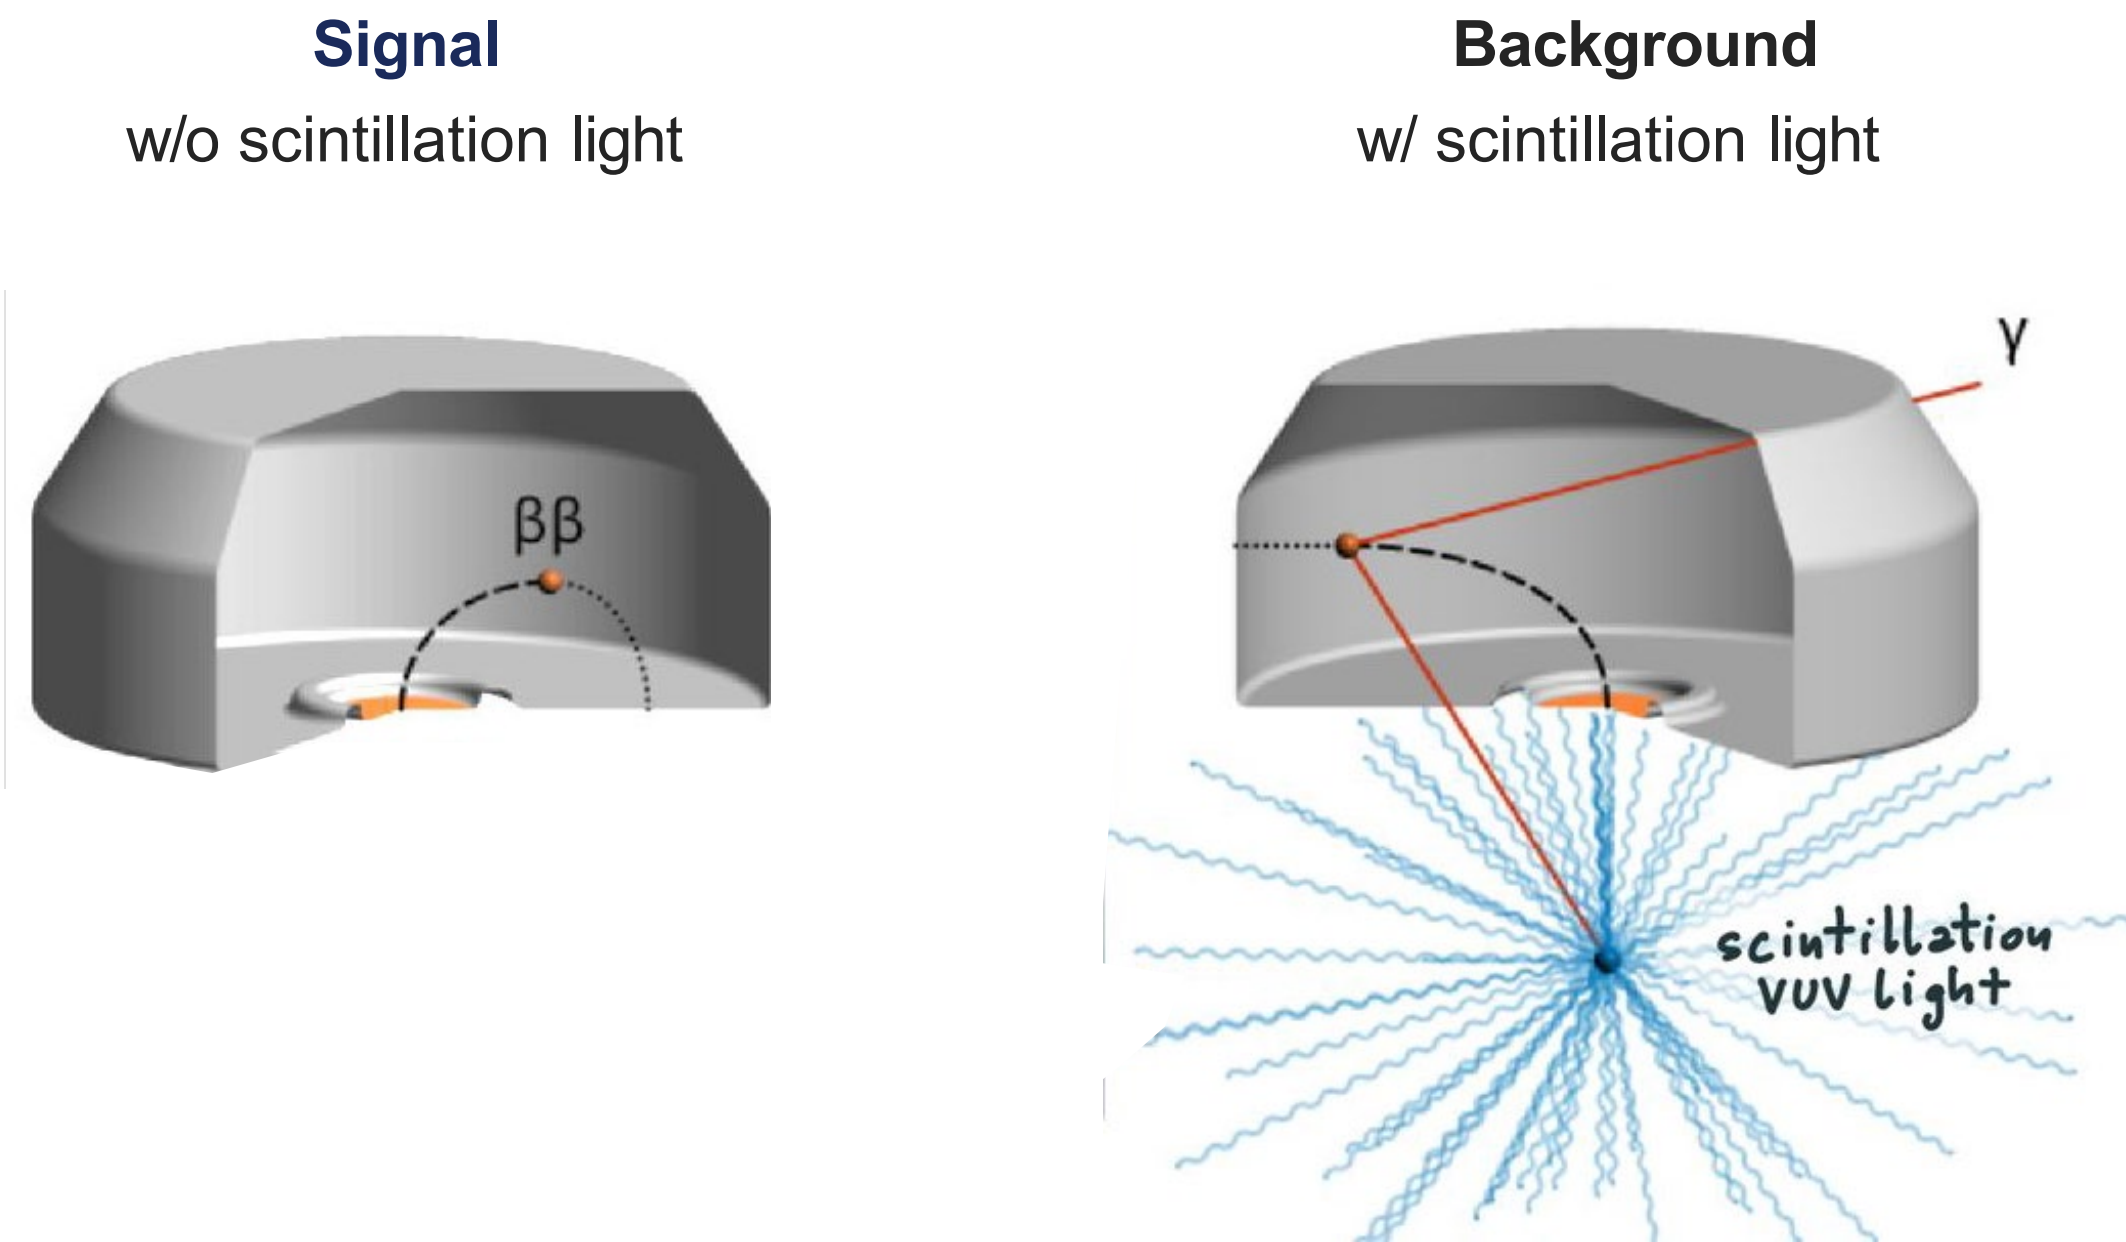 Signal
w/o scintillation light
Background
w/ scintillation light
ββ
γ
scintillation
VUV light